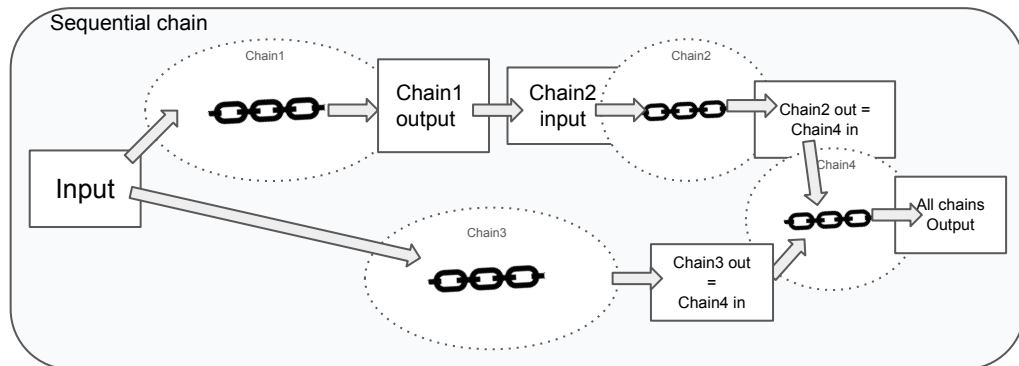 Sequential chain
Chain1
Chain2
Chain1
output
Chain2
input
Chain2 out =
Chain4 in
Chain4
Input
All chains
Output
Chain3
Chain3 out
=
Chain4 in